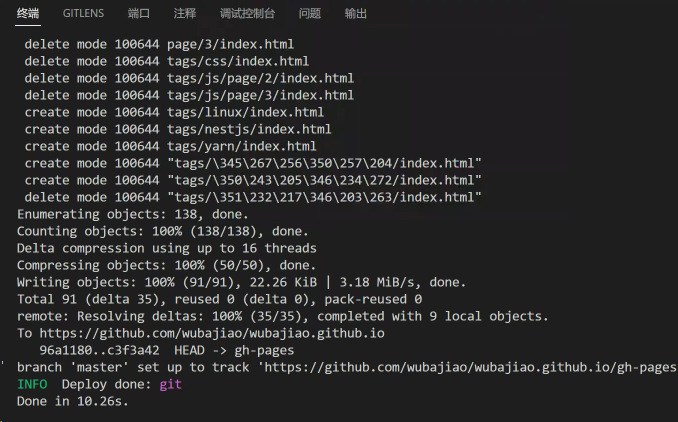 终端 GITLENS 端口 注释 调试控制台 问题 输出
delete mode 100644 page/3/index.html
delete mode 100644 tags/css/index.html
delete mode 100644 tags/js/page/2/index.html
delete mode 100644 tags/js/page/3/index.html
create mode 100644 tags/linux/index.html
create mode 100644 tags/nestjs/index.html
create mode 100644 tags/yarn/index.html
create mode 100644 "tags/\345\267\256\350\257\204/index.html"
create mode 100644 "tags/\350\243\205\346\234\272/index.html"
delete mode 100644 "tags/\351\232\217\346\203\263/index.html"
Enumerating objects: 138, done.
Counting objects: 100% (138/138), done.
Delta compression using up to 16 threads
Compressing objects: 100% (50/50), done.
Writing objects: 100% (91/91), 22.26 KiB | 3.18 MiB/s, done.
Total 91 (delta 35), reused 0 (delta 0), pack-reused 0
remote: Resolving deltas: 100% (35/35), completed with 9 local objects.
To https://github.com/wubajiao/wubajiao.github.io
96a1180..c3f3a42 HEAD -> gh-pages
branch 'master' set up to track 'https://github.com/wubajiao/wubajiao.github.io/gh-pages
'
INFO Deploy done: git
Done in 10.26s.